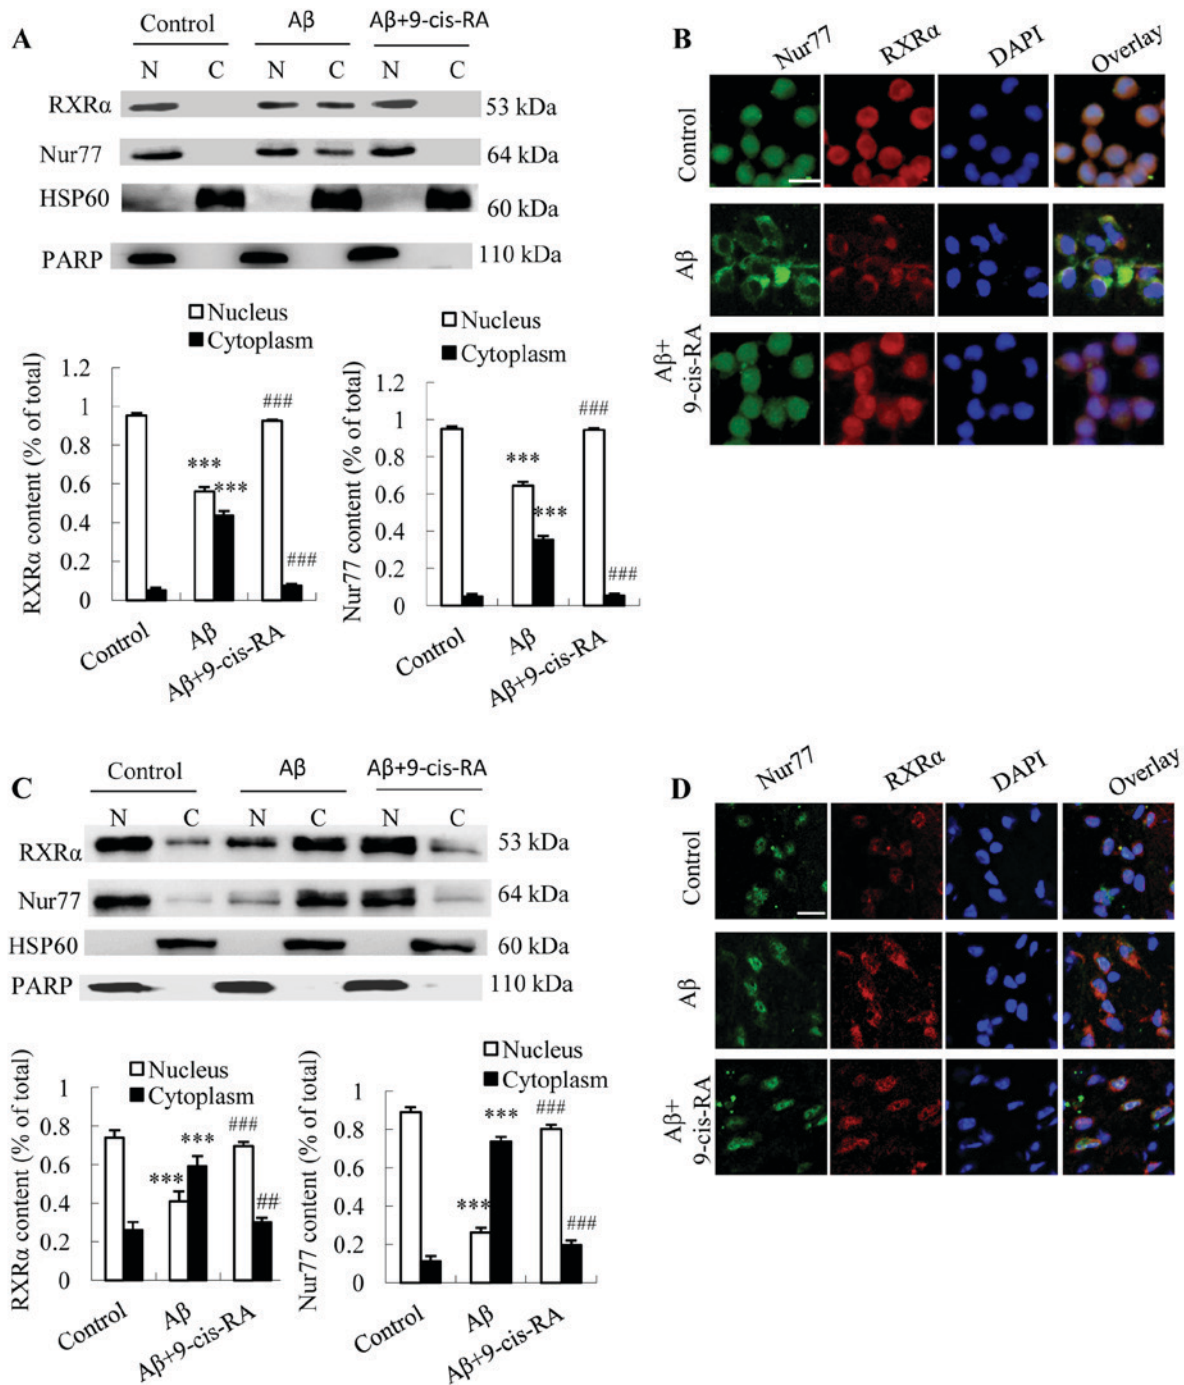 A
Control Aβ Aβ+9-cis-RA
N C N C N C
RXRα 53 kDa
Nur77 64 kDa
HSP60 60 kDa
PARP 110 kDa
Nucleus
Cytoplasm
RXRα content (% of total)
1.2
1
0.8
0.6
0.4
0.2
0
***
***
###
###
Control Aβ Aβ+9-cis-RA
Nucleus
Cytoplasm
Nur77 content (% of total)
1.2
1
0.8
0.6
0.4
0.2
0
***
***
###
###
Control Aβ Aβ+9-cis-RA
B
Nur77 RXRα DAPI Overlay
Control
Aβ
Aβ+
9-cis-RA
C
Control Aβ Aβ+9-cis-RA
N C N C N C
RXRα 53 kDa
Nur77 64 kDa
HSP60 60 kDa
PARP 110 kDa
Nucleus
Cytoplasm
RXRα content (% of total)
1
0.8
0.6
0.4
0.2
0
***
***
###
##
Control Aβ Aβ+9-cis-RA
Nucleus
Cytoplasm
Nur77 content (% of total)
1
0.8
0.6
0.4
0.2
0
***
***
###
###
Control Aβ Aβ+9-cis-RA
D
Nur77 RXRα DAPI Overlay
Control
Aβ
Aβ+
9-cis-RA